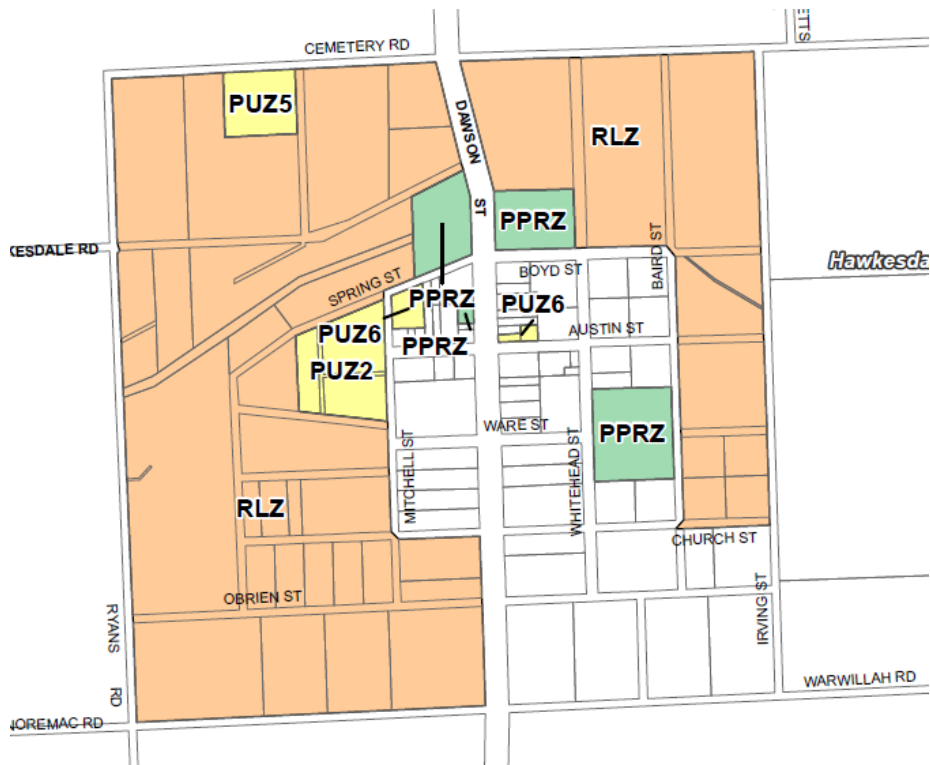 ETTS
CEMETERY RD
PUZ5
DAWSON
ST
RLZ
PPRZ
KESDALE RD
BAIRD ST
Hawkesda
BOYD ST
SPRING ST
PPRZ
PUZ6
PUZ6
AUSTIN ST
PPRZ
PUZ2
WARE ST
PPRZ
MITCHELL ST
WHITEHEAD ST
RLZ
CHURCH ST
OBRIEN ST
IRVING ST
RYANS
RD
WARWILLAH RD
NOREMAC RD